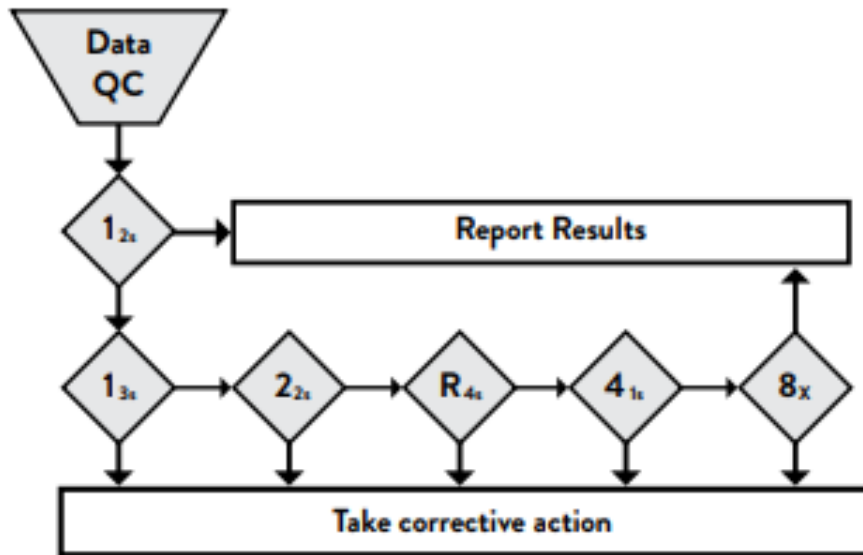 Data
QC
1₂ₛ
Report Results
1₃ₛ
2₂ₛ
R₄ₛ
4₁ₛ
8ₓ
Take corrective action